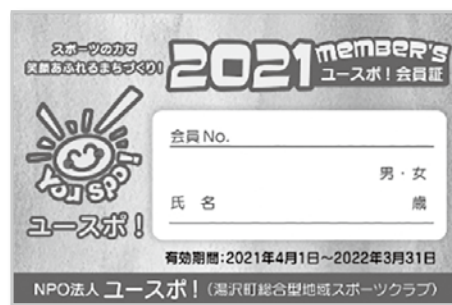 スポーツの力で
笑顔あふれるまちづくり!
2021 MEMBER'S
ユースポ!会員証
You Spo!
ユースポ!
会員No.
男・女
氏 名 歳
有効期間:2021年4月1日~2022年3月31日
NPO法人 ユースポ!(湯沢町総合型地域スポーツクラブ)